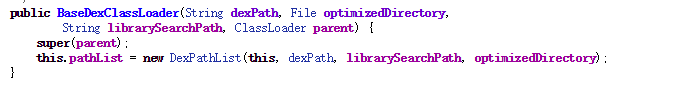 public BaseDexClassLoader(String dexPath, File optimizedDirectory,
        String librarySearchPath, ClassLoader parent) {
    super(parent);
    this.pathList = new DexPathList(this, dexPath, librarySearchPath, optimizedDirectory);
}